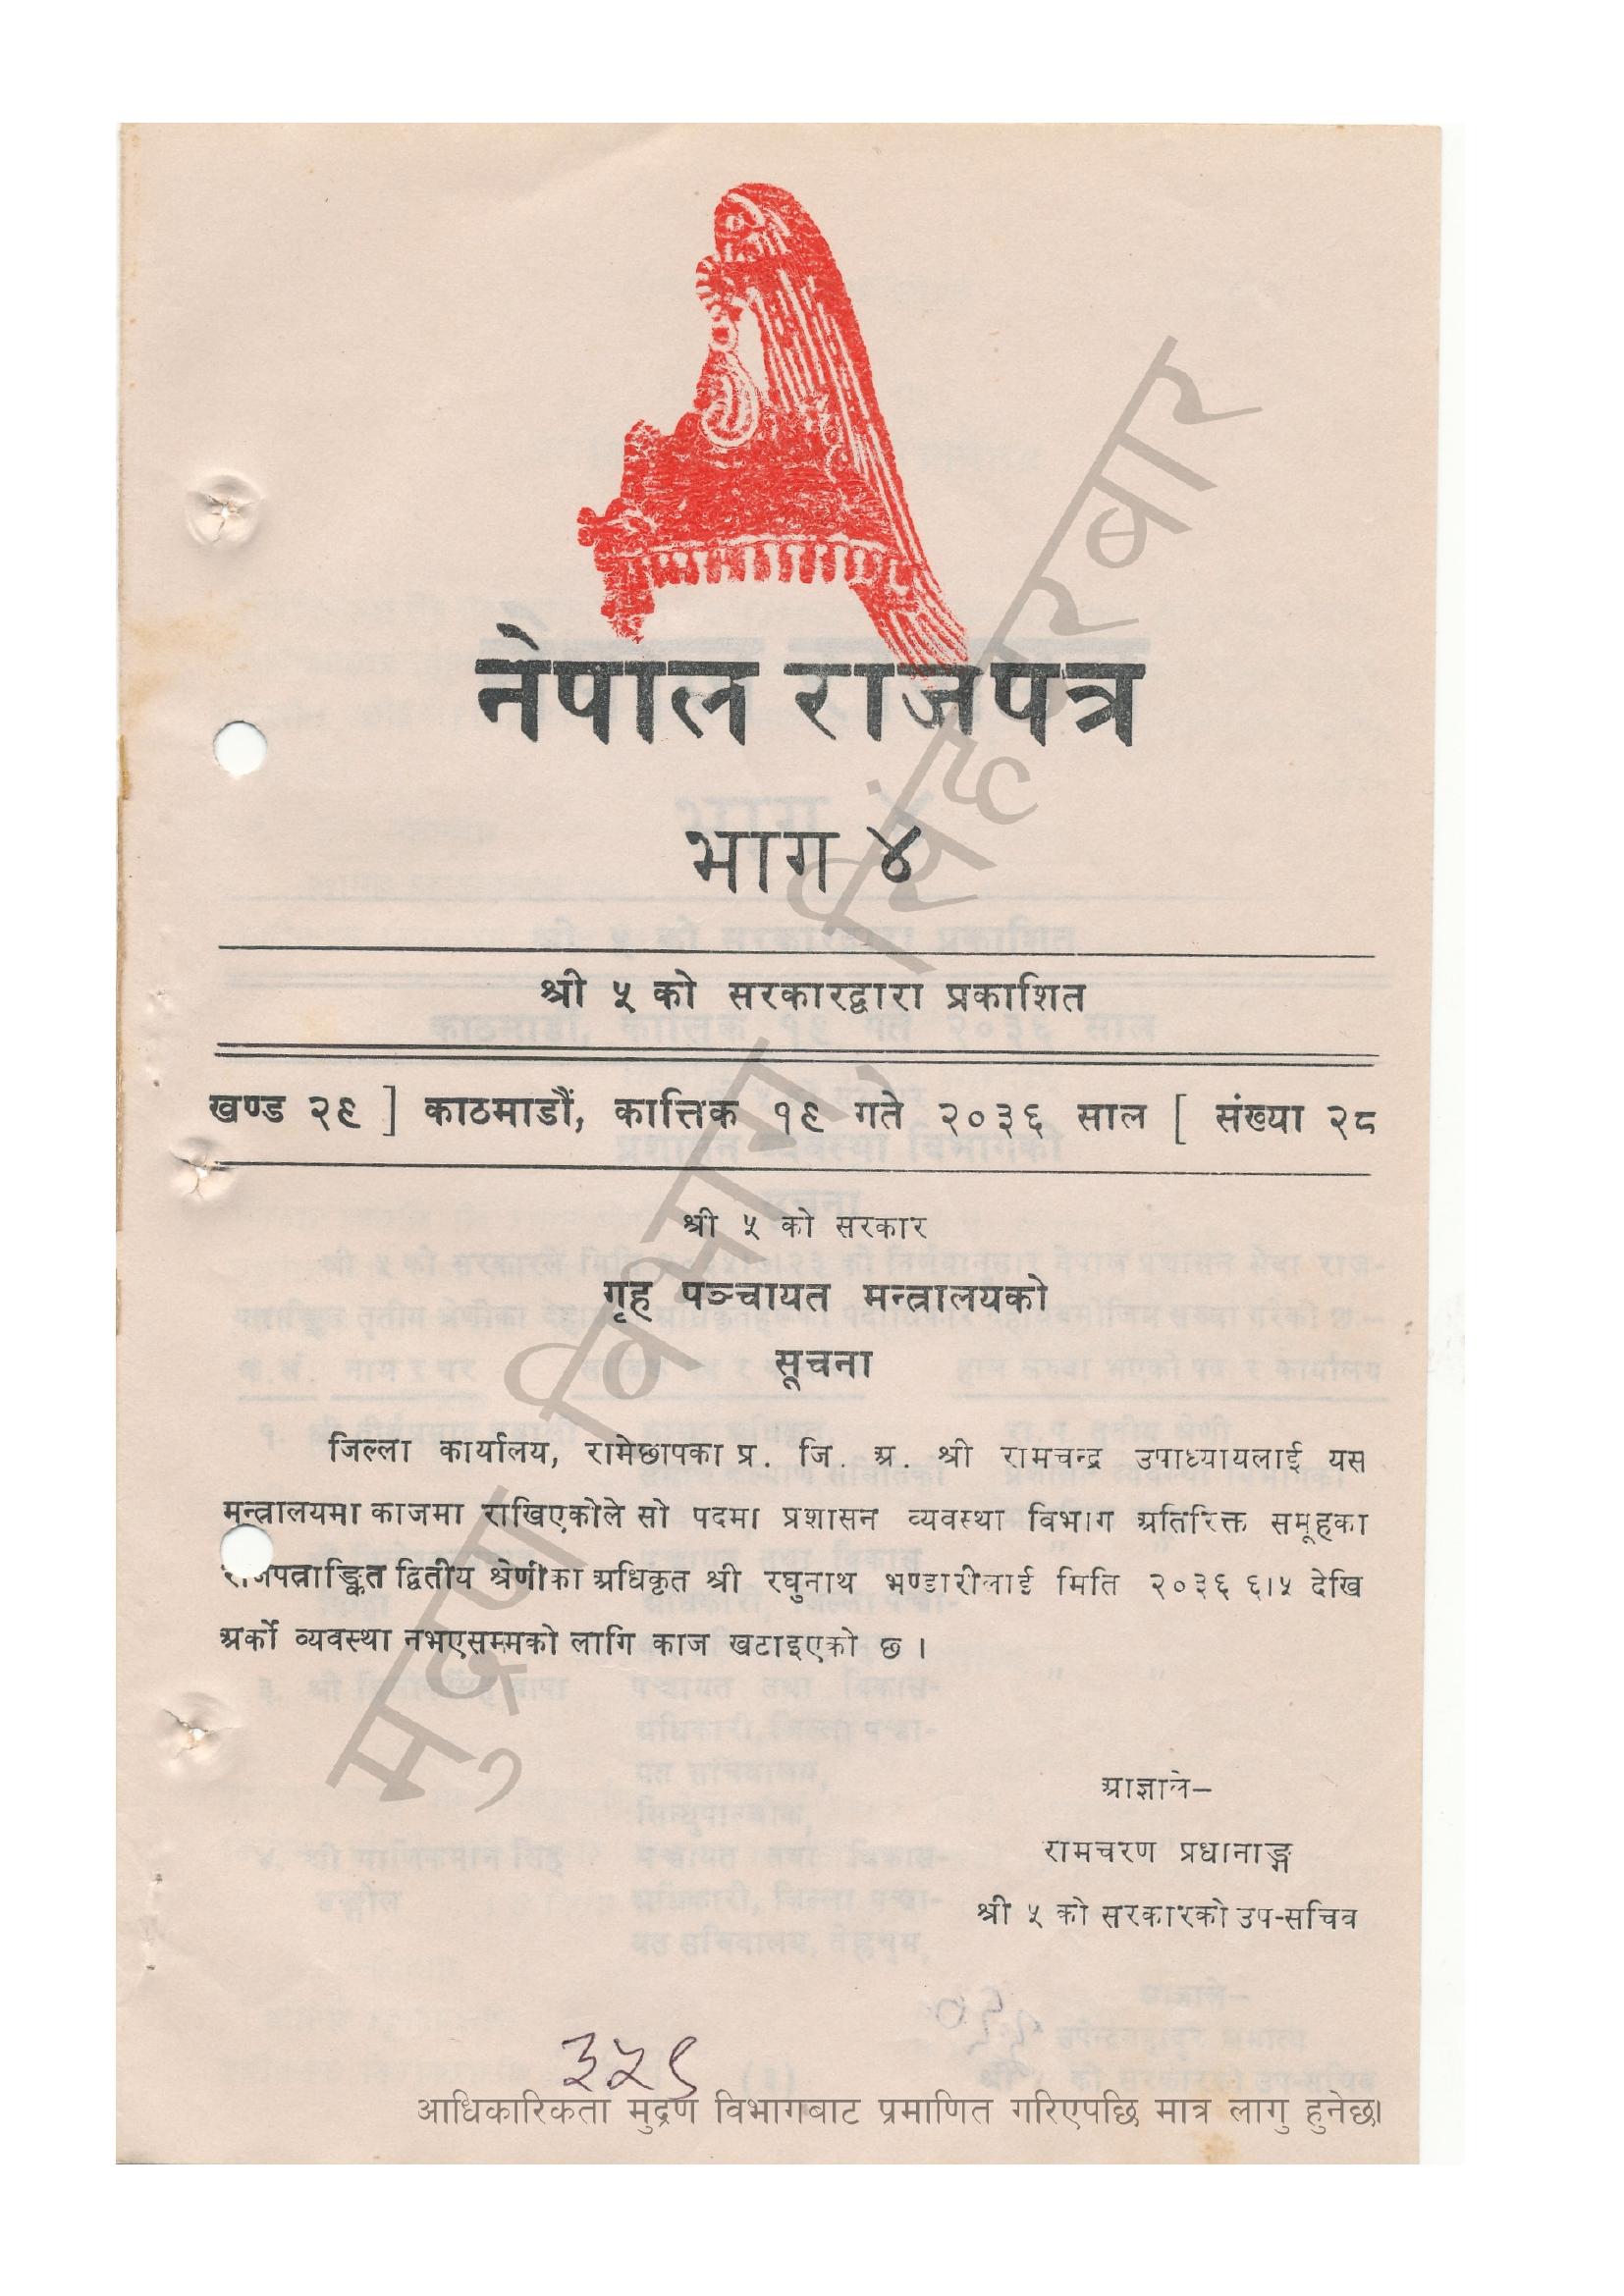 नेपाल राजपत्र
भाग ४
श्री ५ को सरकारद्वारा प्रकाशित
खण्ड २९ ] काठमाडौं, कात्तिक १९ गते २०३६ साल [ संख्या २८
श्री ५ को सरकार
गृह पञ्चायत मन्त्रालयको
सूचना
जिल्ला कार्यालय, रामेछापका प्र. जि. अ. श्री रामचन्द्र उपाध्यायलाई यस
मन्त्रालयमा काजमा राखिएकोले सो पदमा प्रशासन व्यवस्था विभाग अतिरिक्त समूहका
राजपत्राङ्कित द्वितीय श्रेणीका अधिकृत श्री रघुनाथ भण्डारीलाई मिति २०३६।६।५ देखि
अर्को व्यवस्था नभएसम्मको लागि काज खटाइएको छ ।
आज्ञाले–
रामचरण प्रधानाङ्ग
श्री ५ को सरकारको उप-सचिव
३५९
आधिकारिकता मुद्रण विभागबाट प्रमाणित गरिएपछि मात्र लागु हुनेछ।
मुद्रण विभाग, सिंहदरवार